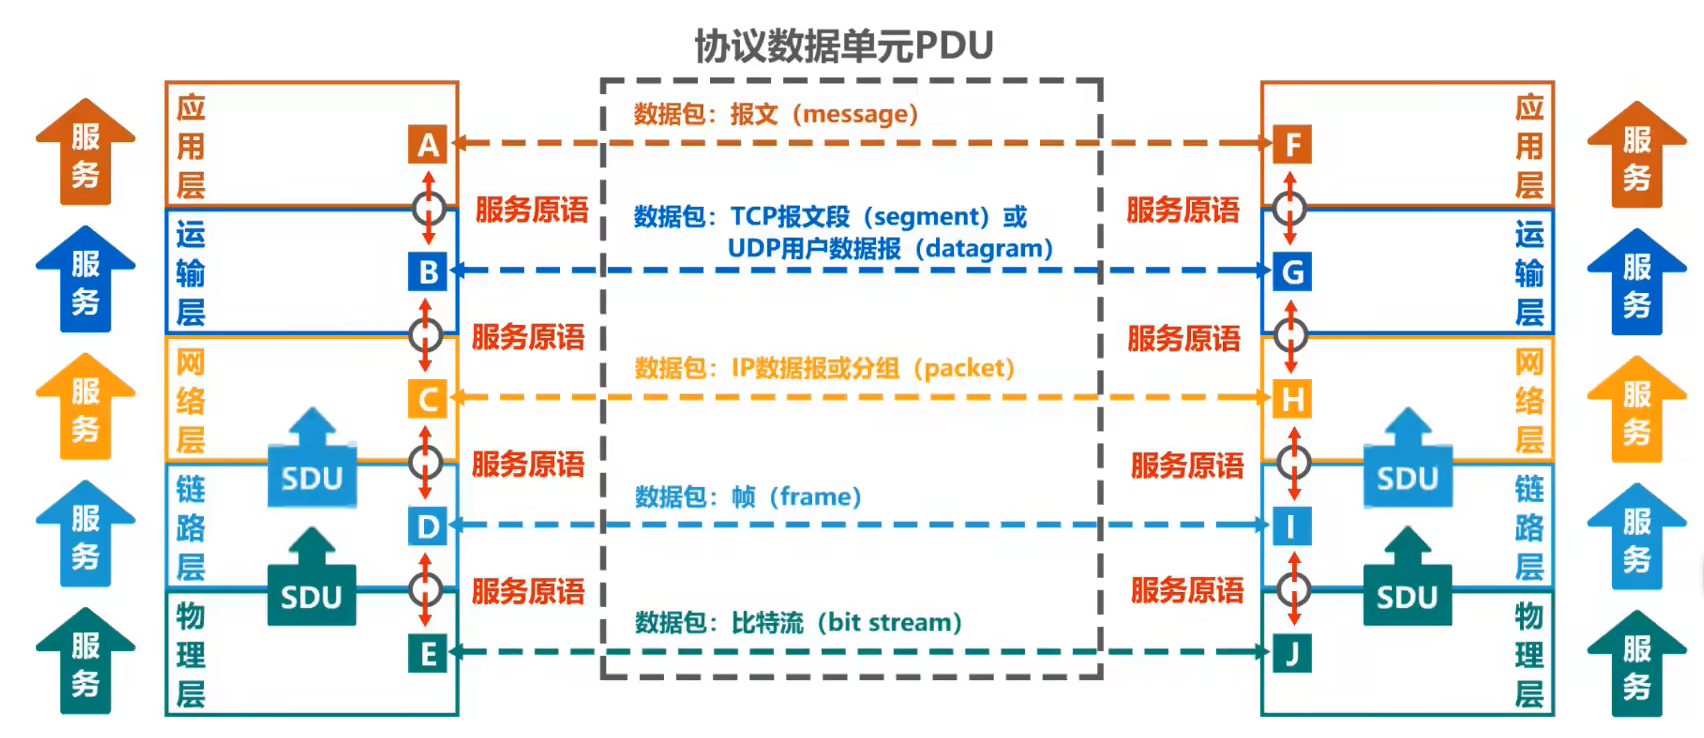 协议数据单元PDU
应用层
服务
A
数据包：报文（message）
F
应用层
服务
服务原语
服务原语
运输层
服务
B
数据包：TCP报文段（segment）或
UDP用户数据报（datagram）
G
运输层
服务
服务原语
服务原语
网络层
服务
C
数据包：IP数据报或分组（packet）
H
网络层
服务
SDU
服务原语
服务原语
SDU
链路层
服务
D
数据包：帧（frame）
I
链路层
服务
SDU
服务原语
服务原语
SDU
物理层
服务
E
数据包：比特流（bit stream）
J
物理层
服务